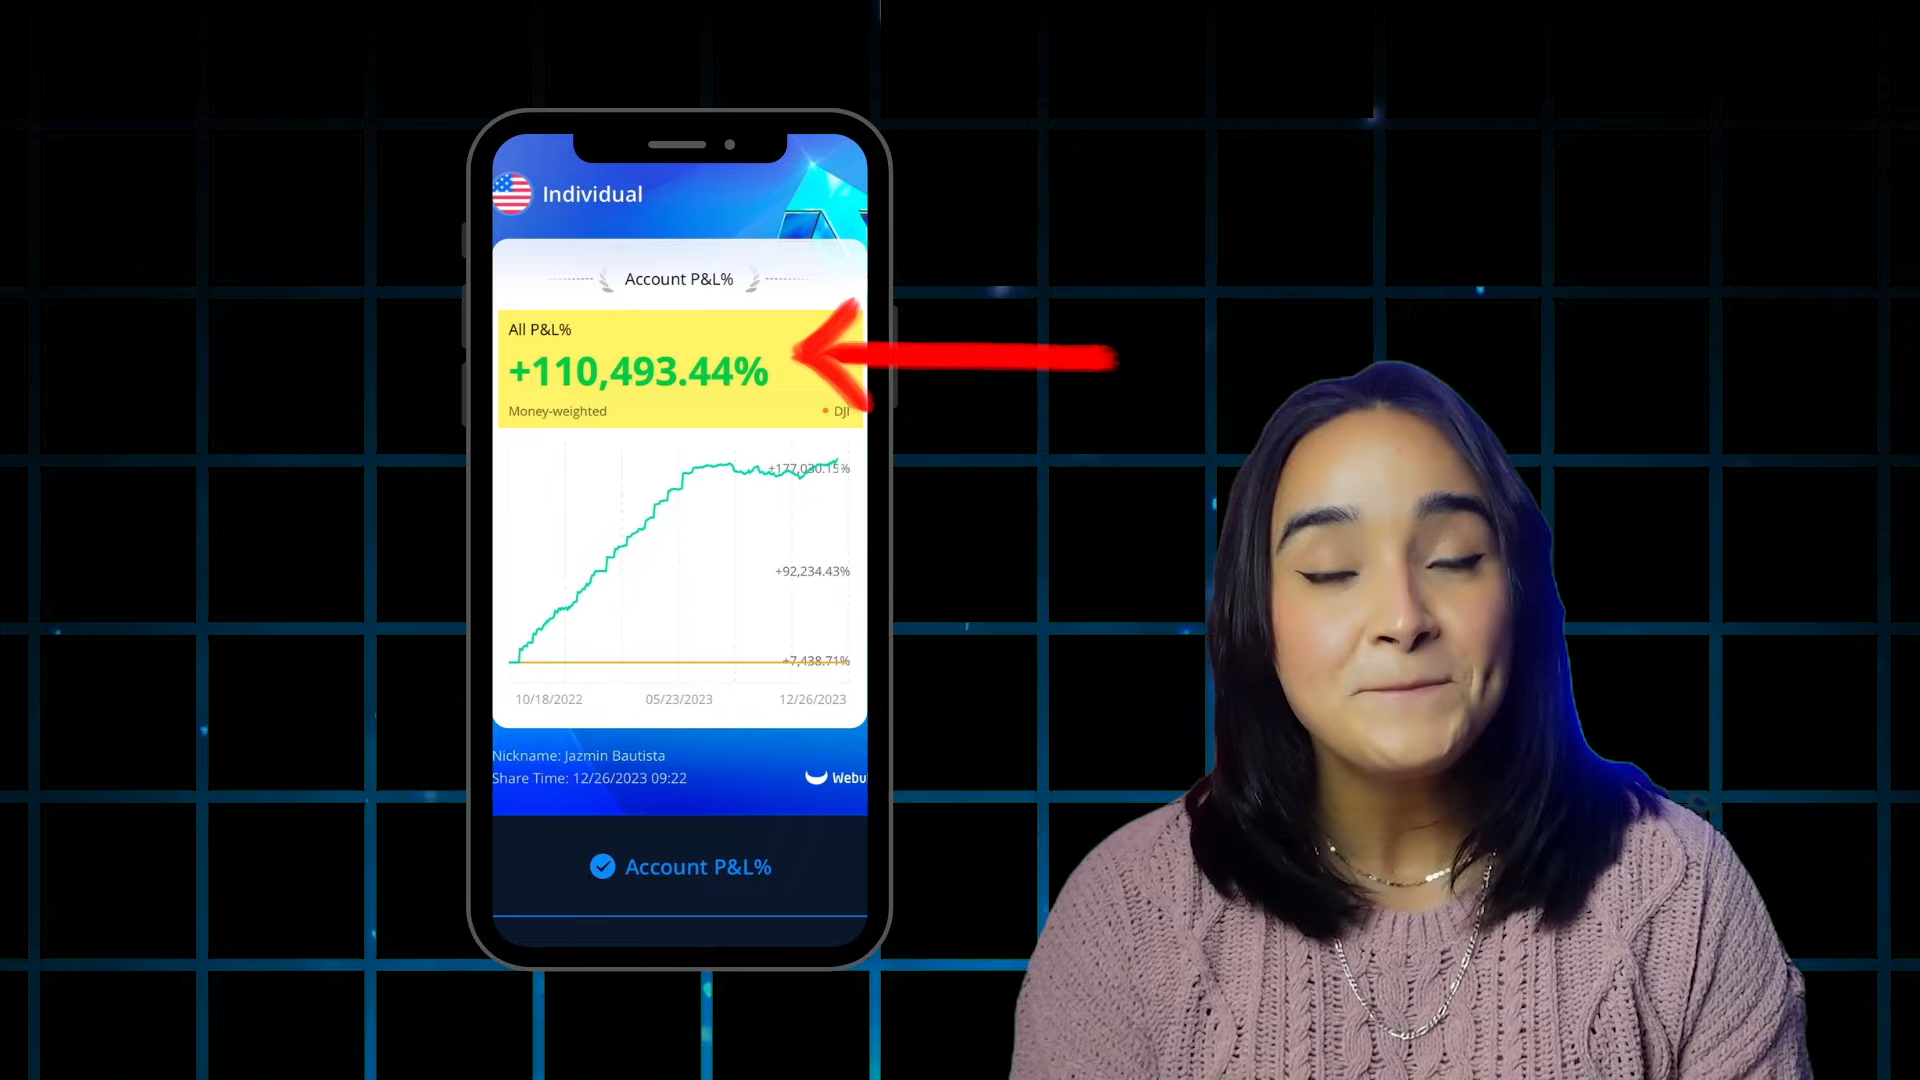 Individual
Account P&L%
All P&L%
+110,493.44%
Money-weighted
DJI
+177,030.15%
+92,234.43%
+7,438.71%
10/18/2022 05/23/2023 12/26/2023
Nickname: Jazmin Bautista
Share Time: 12/26/2023 09:22
Webu
Account P&L%